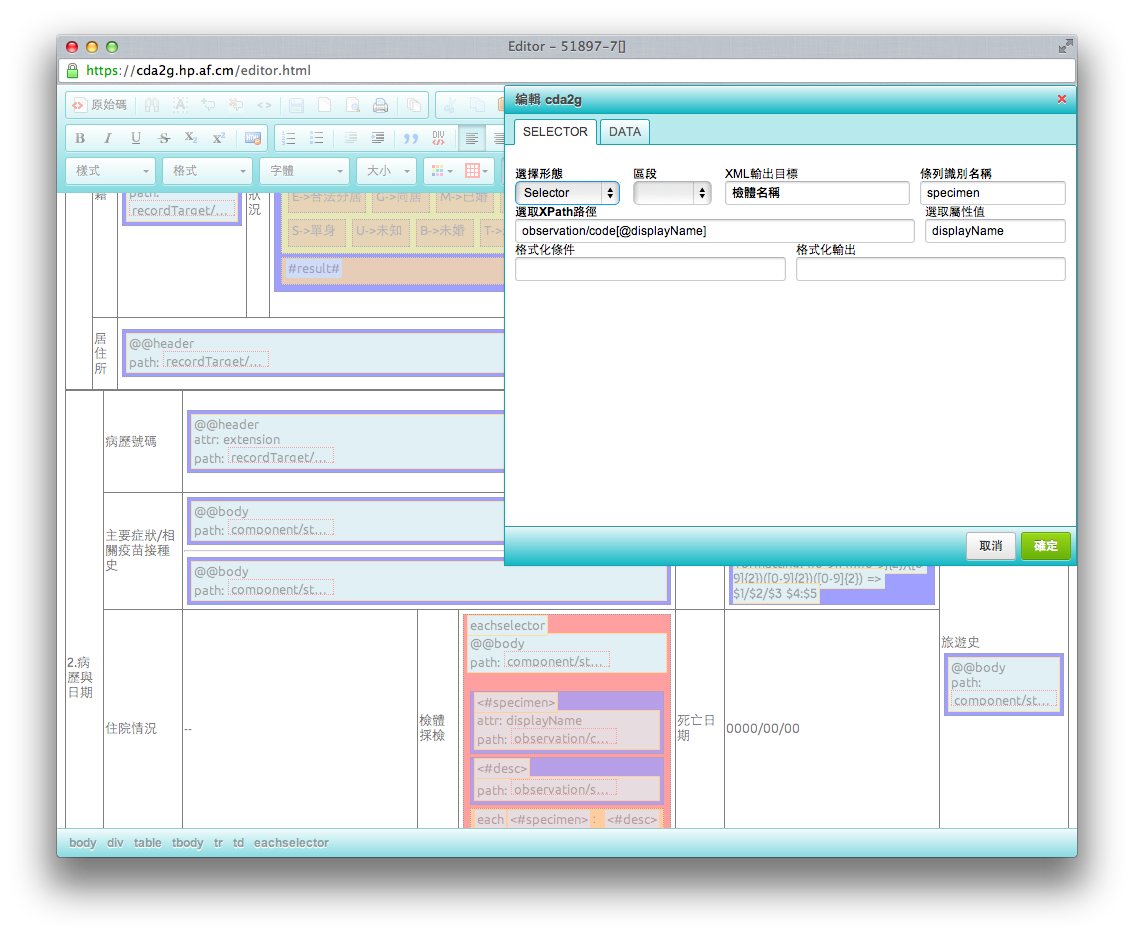 Editor – 51897-7[]
https://cda2g.hp.af.cm/editor.html
原始碼
B I U S X₂ X²
DIV
樣式 格式 字體 大小
編輯 cda2g
SELECTOR DATA
選擇形態 區段 XML輸出目標 條列識別名稱
Selector 檢體名稱 specimen
選取XPath路徑 選取屬性值
observation/code[@displayName] displayName
格式化條件 格式化輸出
取消 確定
籍
path:
recordTarget/...
狀況
E->合法分居 G->同居 M->已婚
S->單身 U->未知 B->未婚 T->
#result#
居住所
@@header
path: recordTarget/...
2.病歷與日期
病歷號碼
@@header
attr: extension
path: recordTarget/...
主要症狀/相關疫苗接種史
@@body
path: component/st...
@@body
path: component/st...
9]{2})([0-9]{2})([0-9]{2}) =>
$1/$2/$3 $4:$5
住院情況
--
檢體採檢
eachselector
@@body
path: component/st...
<#specimen>
attr: displayName
path: observation/c...
<#desc>
path: observation/s...
each <#specimen> : <#desc>
死亡日期
0000/00/00
旅遊史
@@body
path:
component/st...
body div table tbody tr td eachselector